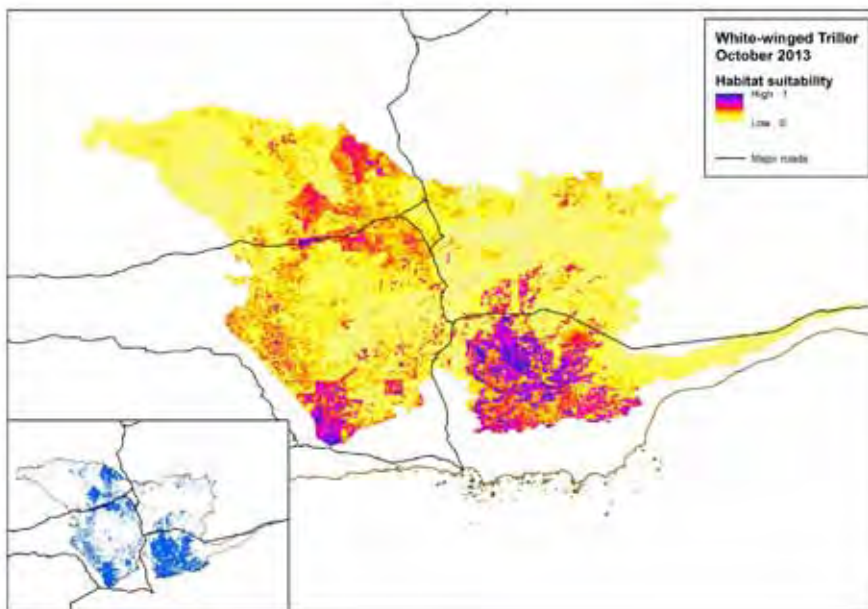 White-winged Triller
October 2013
Habitat suitability
High 1
Low 0
Major roads